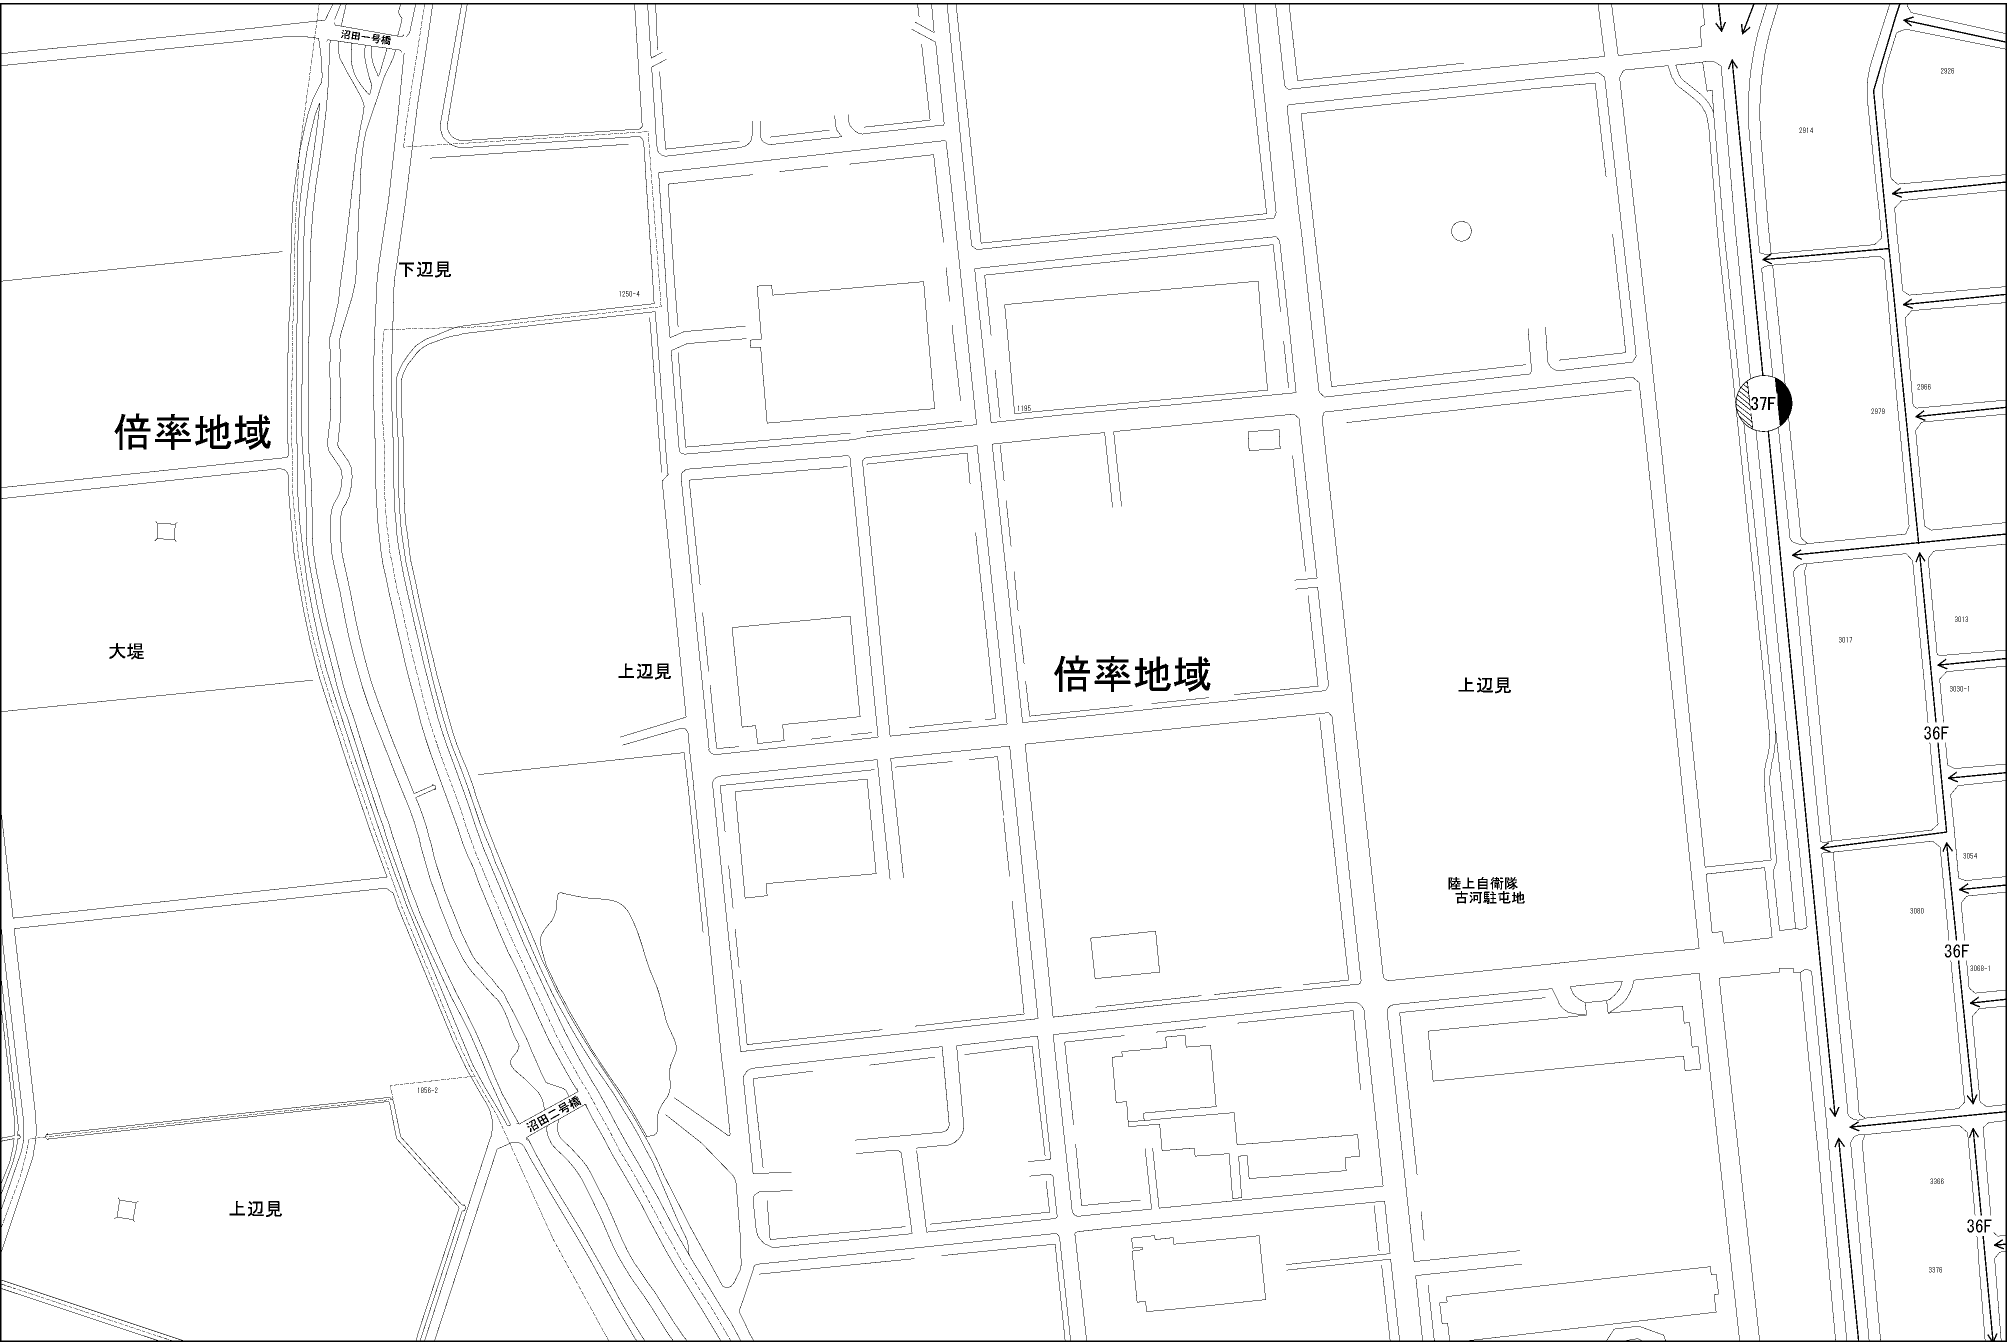 沼田一号橋
2926
2914
下辺見
1250-4
2966
37F
1195
2979
倍率地域
3013
3017
大堤
上辺見
倍率地域
上辺見
3030-1
36F
3054
陸上自衛隊
古河駐屯地
3080
36F
3068-1
1856-2
沼田二号橋
3366
上辺見
36F
3376